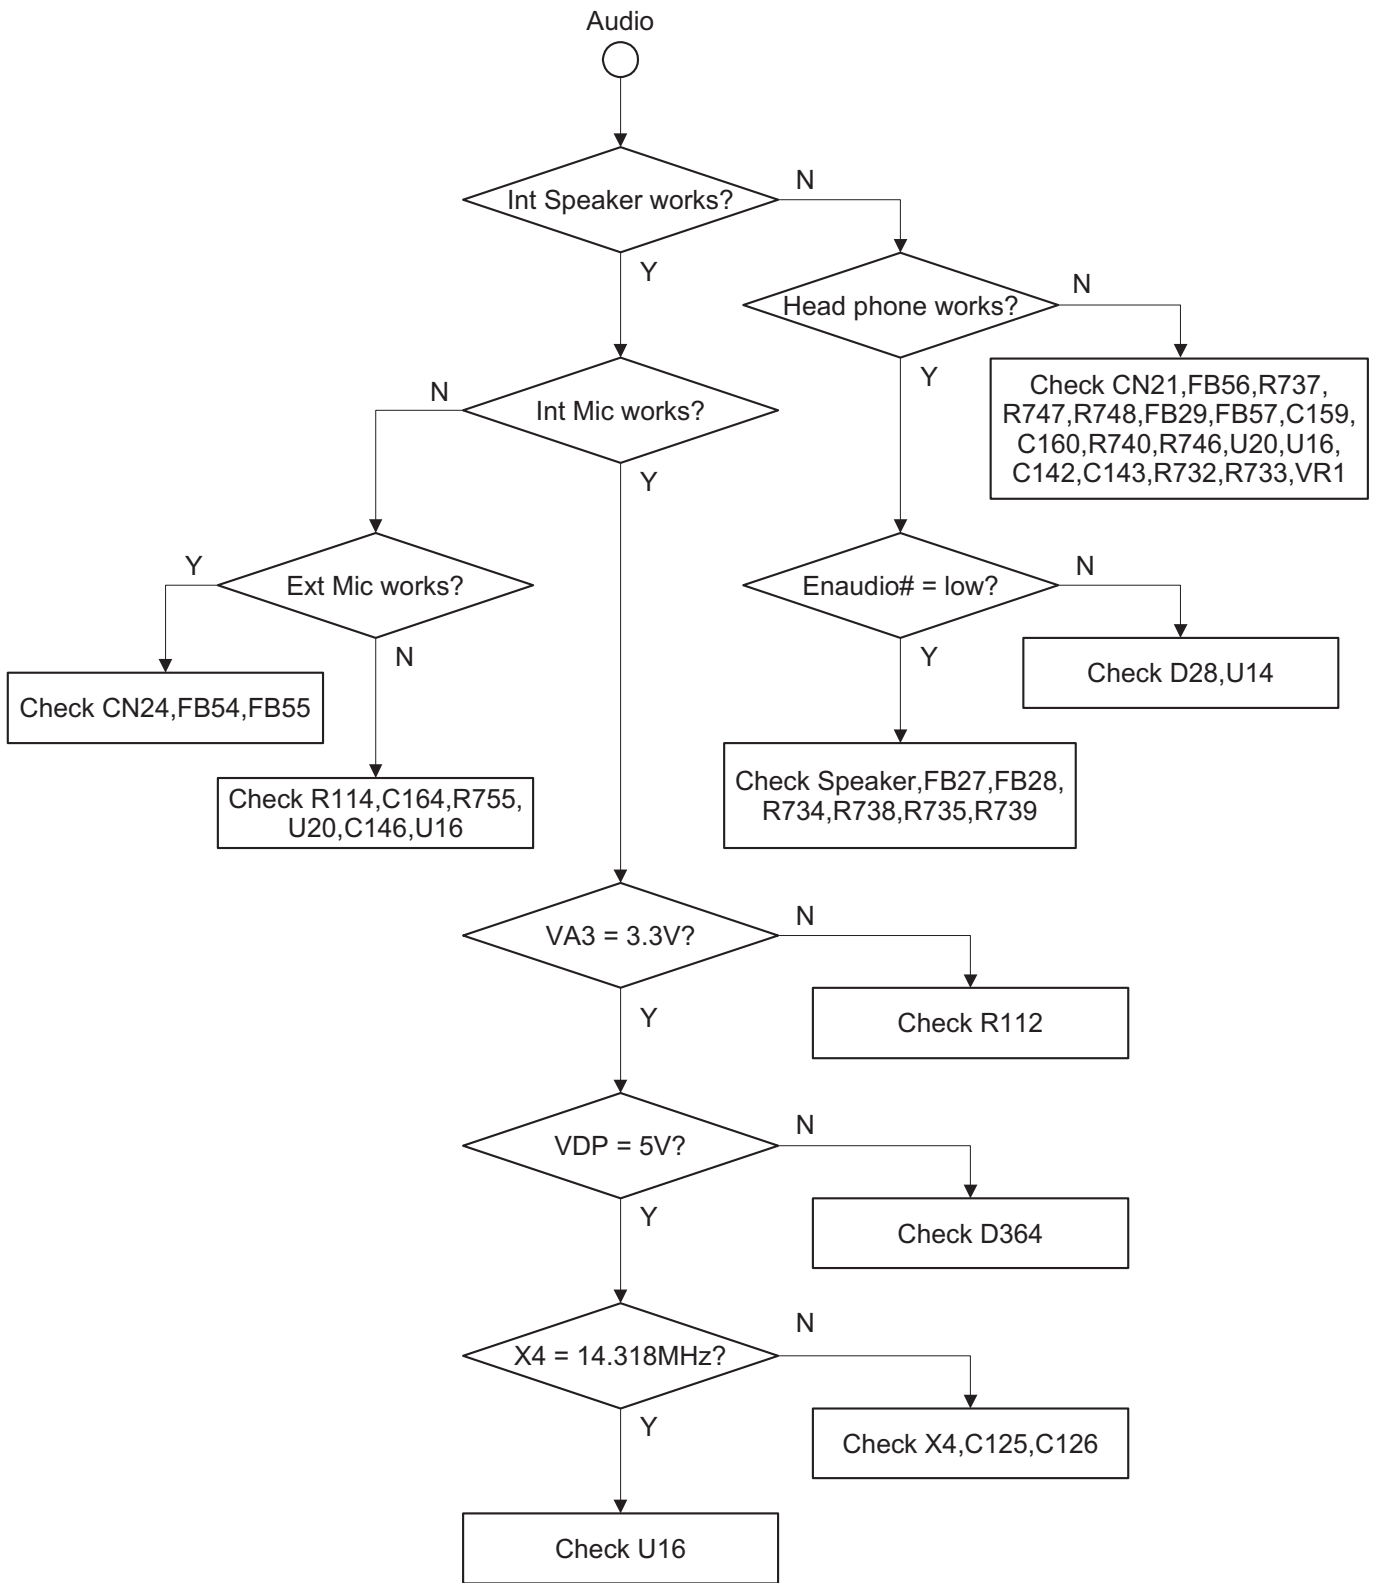 Audio
Int Speaker works?
N
Y
Head phone works?
N
Y
Check CN21,FB56,R737,
R747,R748,FB29,FB57,C159,
C160,R740,R746,U20,U16,
C142,C143,R732,R733,VR1
N
Int Mic works?
Y
Y
Ext Mic works?
N
Enaudio# = low?
N
Y
Check D28,U14
Check CN24,FB54,FB55
Check R114,C164,R755,
U20,C146,U16
Check Speaker,FB27,FB28,
R734,R738,R735,R739
VA3 = 3.3V?
N
Y
Check R112
VDP = 5V?
N
Y
Check D364
X4 = 14.318MHz?
N
Y
Check X4,C125,C126
Check U16